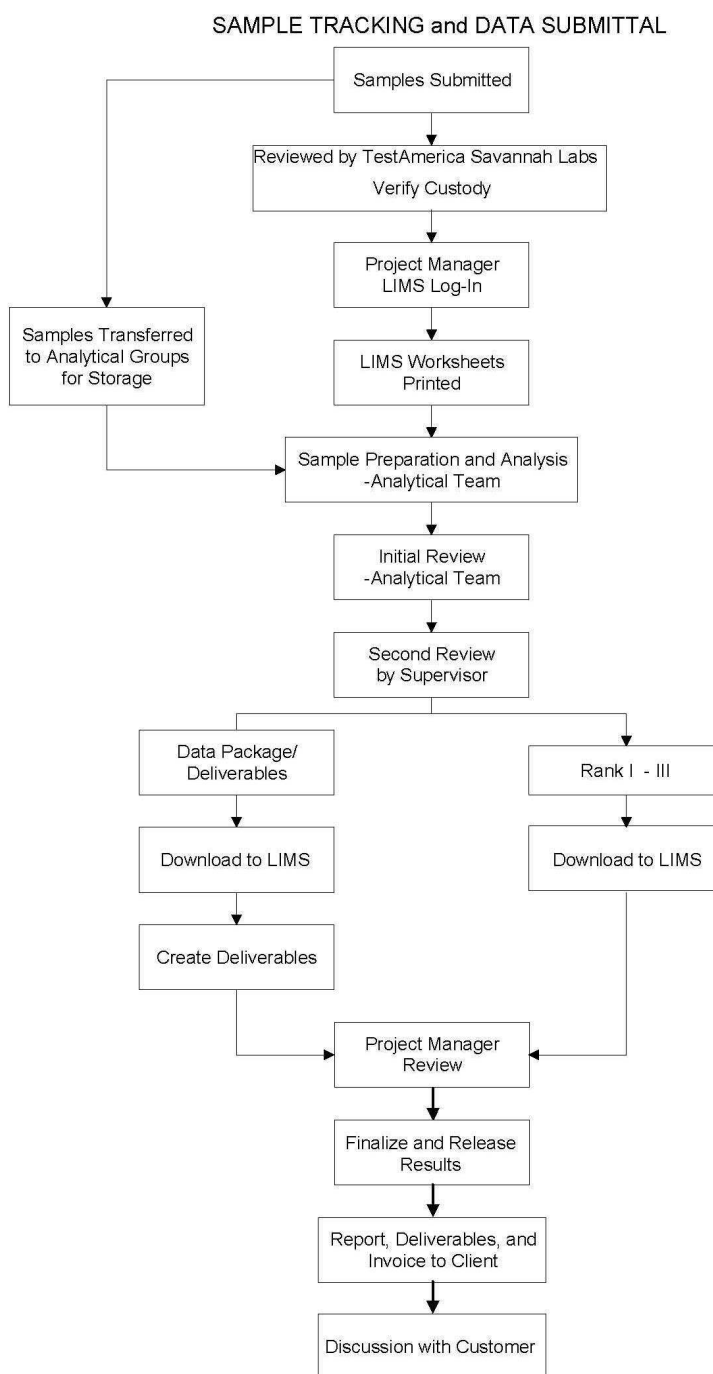 SAMPLE TRACKING and DATA SUBMITTAL
Samples Submitted
Reviewed by TestAmerica Savannah Labs
Verify Custody
Project Manager
LIMS Log-In
Samples Transferred
to Analytical Groups
for Storage
LIMS Worksheets
Printed
Sample Preparation and Analysis
-Analytical Team
Initial Review
-Analytical Team
Second Review
by Supervisor
Data Package/
Deliverables
Rank I - III
Download to LIMS
Download to LIMS
Create Deliverables
Project Manager
Review
Finalize and Release
Results
Report, Deliverables, and
Invoice to Client
Discussion with Customer